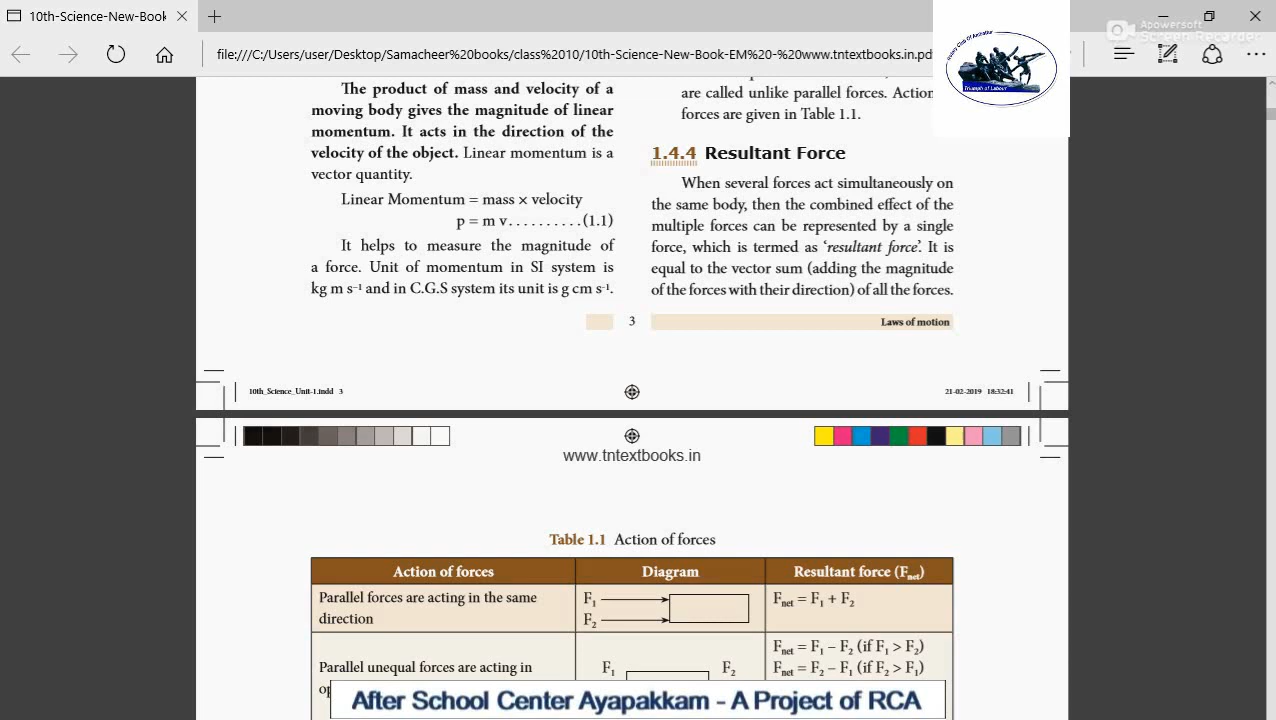 10th-Science-New-Book-E
Apowersoft
Screen Recorder
file:///C:/Users/user/Desktop/Samacheer%20books/class%2010/10th-Science-New-Book-EM%20-%20www.tntextbooks.in.pd
Triumph of Labour
The product of mass and velocity of a
moving body gives the magnitude of linear
momentum. It acts in the direction of the
velocity of the object. Linear momentum is a
vector quantity.
Linear Momentum = mass × velocity
p = m v..........(1.1)
It helps to measure the magnitude of
a force. Unit of momentum in SI system is
kg m s⁻¹ and in C.G.S system its unit is g cm s⁻¹.
are called unlike parallel forces. Action
forces are given in Table 1.1.
1.4.4 Resultant Force
When several forces act simultaneously on
the same body, then the combined effect of the
multiple forces can be represented by a single
force, which is termed as ‘resultant force’. It is
equal to the vector sum (adding the magnitude
of the forces with their direction) of all the forces.
3
Laws of motion
10th_Science_Unit-1.indd 3
21-02-2019 18:32:41
www.tntextbooks.in
Table 1.1 Action of forces
Action of forces Diagram Resultant force (Fnet)
Parallel forces are acting in the same
direction
F₁
F₂
Fnet = F₁ + F₂
Parallel unequal forces are acting in
F₁ F₂
Fnet = F₁ – F₂ (if F₁ > F₂)
Fnet = F₂ – F₁ (if F₂ > F₁)
After School Center Ayapakkam - A Project of RCA